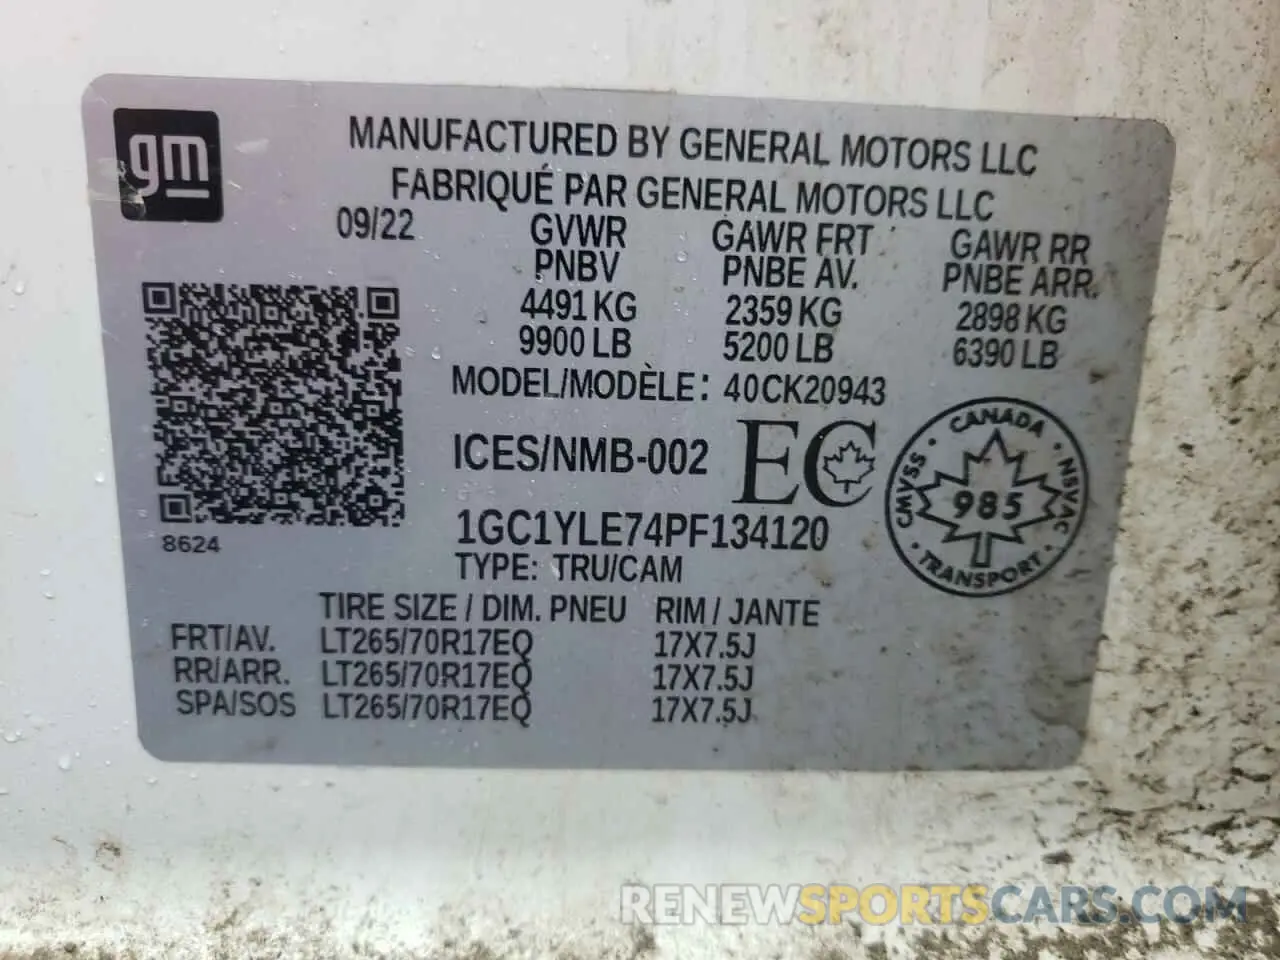 gm
MANUFACTURED BY GENERAL MOTORS LLC
FABRIQUÉ PAR GENERAL MOTORS LLC
09/22 GVWR GAWR FRT GAWR RR
PNBV PNBE AV. PNBE ARR.
4491 KG 2359 KG 2898 KG
9900 LB 5200 LB 6390 LB
MODEL/MODÈLE: 40CK20943
ICES/NMB-002 EC
CANADA
CMVSS 985 NSVAC
TRANSPORT
8624
1GC1YLE74PF134120
TYPE: TRU/CAM
TIRE SIZE / DIM. PNEU RIM / JANTE
FRT/AV. LT265/70R17EQ 17X7.5J
RR/ARR. LT265/70R17EQ 17X7.5J
SPA/SOS LT265/70R17EQ 17X7.5J
RENEWSPORTSCARS.COM